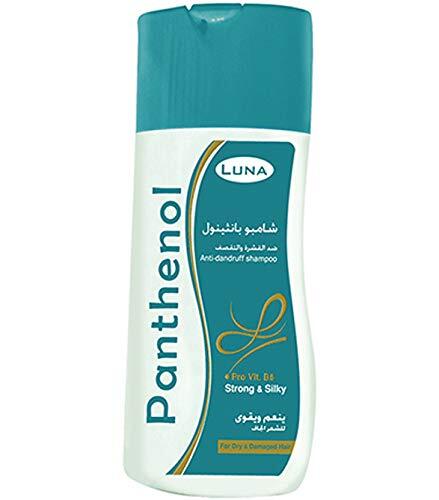 Panthenol
LUNA
شامبو بانثينول
ضد القشرة والتقصف
Anti-dandruff shampoo
Pro Vit. B5
Strong & Silky
ينعم ويقوى
للشعر الجاف
For Dry & Damaged Hair